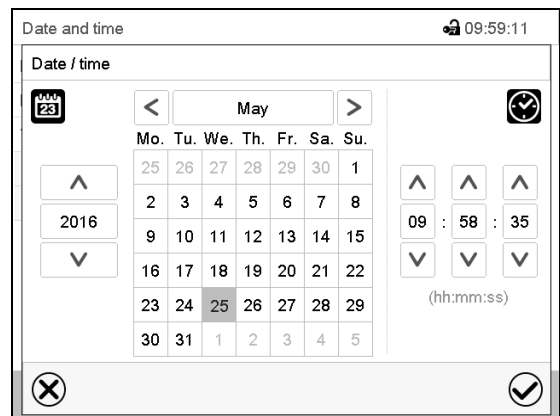 Date and time 09:59:11
Date / time
23
< May >
Mo. Tu. We. Th. Fr. Sa. Su.
25 26 27 28 29 30 1
2 3 4 5 6 7 8
2016 09 : 58 : 35
9 10 11 12 13 14 15
16 17 18 19 20 21 22
(hh:mm:ss)
23 24 25 26 27 28 29
30 31 1 2 3 4 5